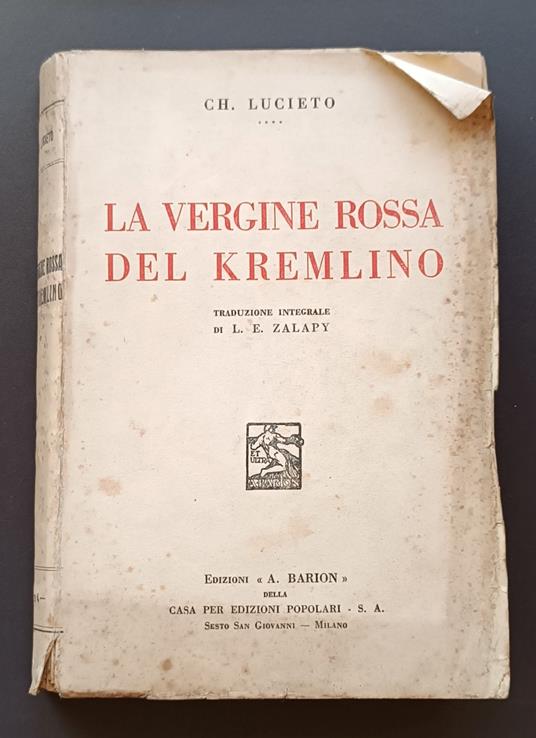 CH. LUCIETO
LA VERGINE ROSSA
DEL KREMLINO
TRADUZIONE INTEGRALE
DI L. E. ZALAPY
ET
ULTRA
A. BARION
EDIZIONI « A. BARION »
DELLA
CASA PER EDIZIONI POPOLARI - S. A.
SESTO SAN GIOVANNI — MILANO